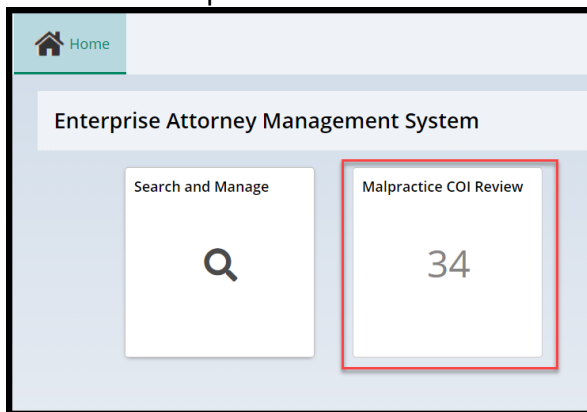 Home
Enterprise Attorney Management System
Search and Manage
Malpractice COI Review
34